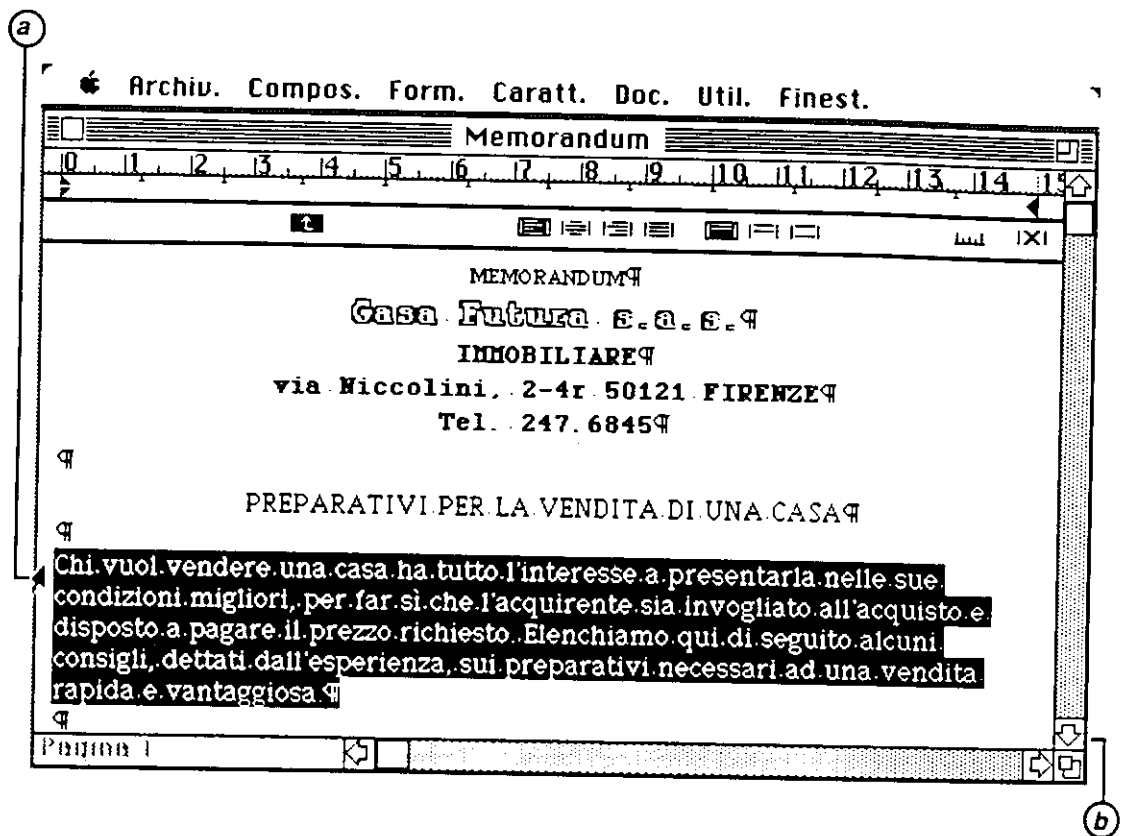 a
Archiv. Compos. Form. Caratt. Doc. Util. Finest.
Memorandum
0 1 2 3 4 5 6 7 8 9 10 11 12 13 14 15
MEMORANDUM¶
Casa Futura s.a.s.¶
IMMOBILIARE¶
via Niccolini, 2-4r 50121 FIRENZE¶
Tel. 247.6845¶
¶
PREPARATIVI PER LA VENDITA DI UNA CASA¶
¶
Chi vuol vendere una casa ha tutto l'interesse a presentarla nelle sue
condizioni migliori, per far sì che l'acquirente sia invogliato all'acquisto e
disposto a pagare il prezzo richiesto. Elenchiamo qui di seguito alcuni
consigli, dettati dall'esperienza, sui preparativi necessari ad una vendita
rapida e vantaggiosa ¶
¶
Pagina 1
b